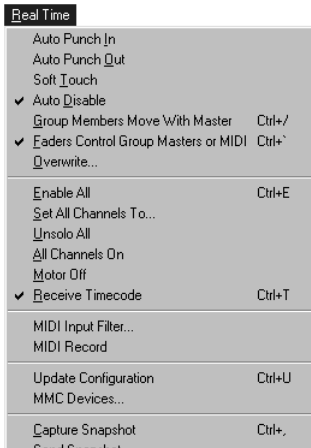 Real Time
Auto Punch In
Auto Punch Out
Soft Touch
✔ Auto Disable
Group Members Move With Master Ctrl+/
✔ Faders Control Group Masters or MIDI Ctrl+`
Overwrite...
Enable All Ctrl+E
Set All Channels To...
Unsolo All
All Channels On
Motor Off
✔ Receive Timecode Ctrl+T
MIDI Input Filter...
MIDI Record
Update Configuration Ctrl+U
MMC Devices...
Capture Snapshot Ctrl+,
Send Snapshot